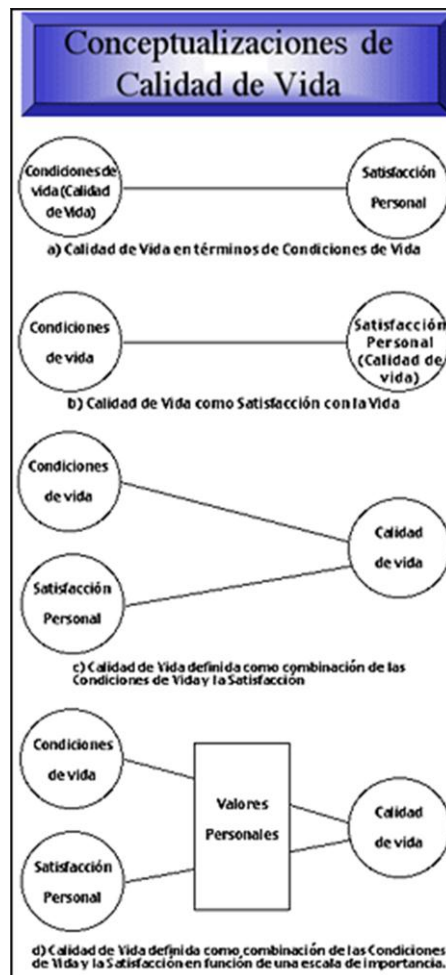 Conceptualizaciones de
Calidad de Vida
Condiciones de
vida (Calidad
de Vida)
Satisfacción
Personal
a) Calidad de Vida en términos de Condiciones de Vida
Condiciones
de vida
Satisfacción
Personal
(Calidad de
vida)
b) Calidad de Vida como Satisfacción con la Vida
Condiciones
de vida
Satisfacción
Personal
Calidad
de vida
c) Calidad de Vida definida como combinación de las
Condiciones de Vida y la Satisfacción
Condiciones
de vida
Satisfacción
Personal
Valores
Personales
Calidad
de vida
d) Calidad de Vida definida como combinación de las Condiciones
de Vida y la Satisfacción en función de una escala de importancia.